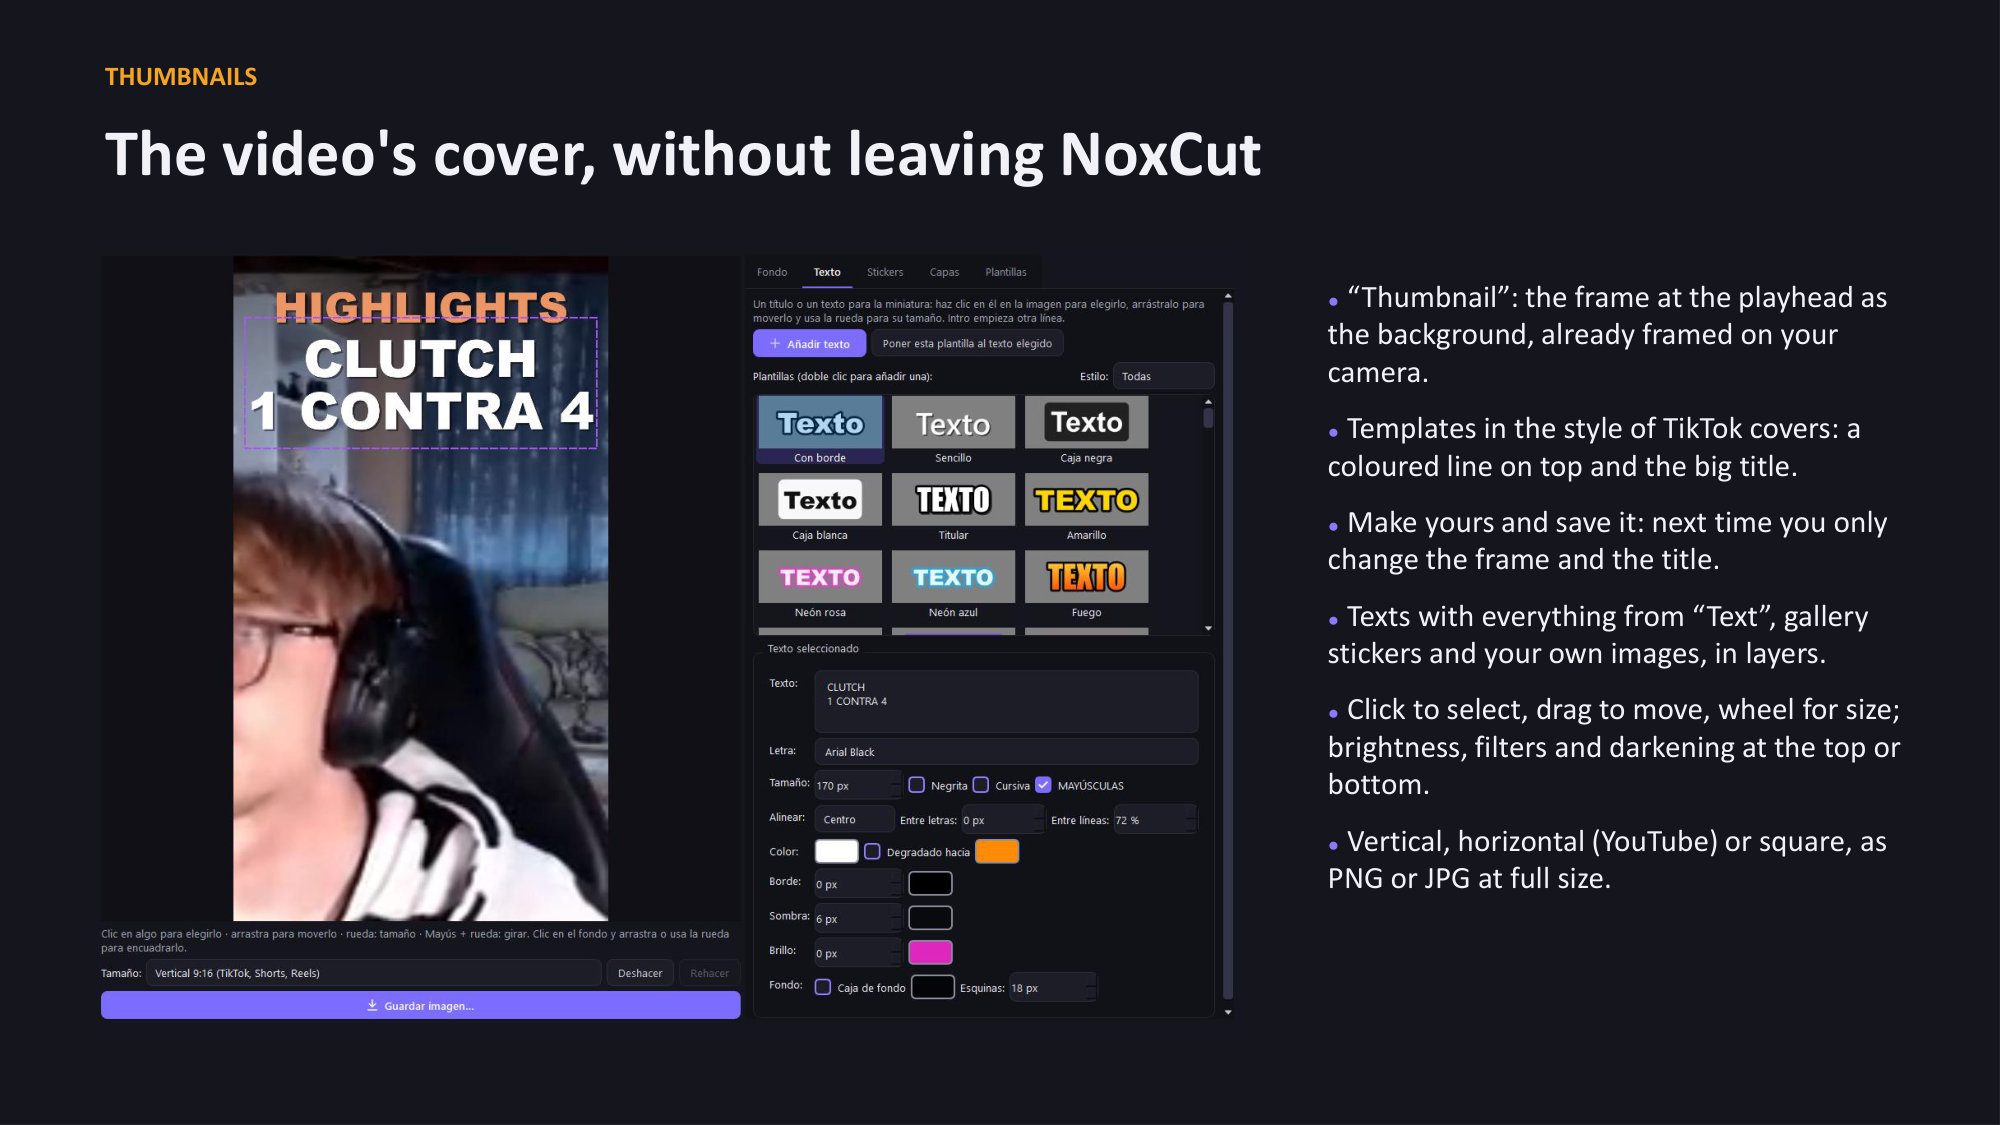 THUMBNAILS
The video's cover, without leaving NoxCut
HIGHLIGHTS
CLUTCH
1 CONTRA 4
Clic en algo para elegirlo · arrastra para moverlo · rueda: tamaño · Mayús + rueda: girar. Clic en el fondo y arrastra o usa la rueda
para encuadrarlo.
Tamaño: Vertical 9:16 (TikTok, Shorts, Reels) Deshacer Rehacer
Guardar imagen...
Fondo Texto Stickers Capas Plantillas
Un título o un texto para la miniatura: haz clic en él en la imagen para elegirlo, arrástralo para
moverlo y usa la rueda para su tamaño. Intro empieza otra línea.
+ Añadir texto Poner esta plantilla al texto elegido
Plantillas (doble clic para añadir una): Estilo: Todas
Texto Texto Texto
Con borde Sencillo Caja negra
Texto TEXTO TEXTO
Caja blanca Titular Amarillo
TEXTO TEXTO TEXTO
Neón rosa Neón azul Fuego
Texto seleccionado
Texto: CLUTCH
1 CONTRA 4
Letra: Arial Black
Tamaño: 170 px Negrita Cursiva MAYÚSCULAS
Alinear: Centro Entre letras: 0 px Entre líneas: 72 %
Color: Degradado hacia
Borde: 0 px
Sombra: 6 px
Brillo: 0 px
Fondo: Caja de fondo Esquinas: 18 px
• “Thumbnail”: the frame at the playhead as
the background, already framed on your
camera.
• Templates in the style of TikTok covers: a
coloured line on top and the big title.
• Make yours and save it: next time you only
change the frame and the title.
• Texts with everything from “Text”, gallery
stickers and your own images, in layers.
• Click to select, drag to move, wheel for size;
brightness, filters and darkening at the top or
bottom.
• Vertical, horizontal (YouTube) or square, as
PNG or JPG at full size.